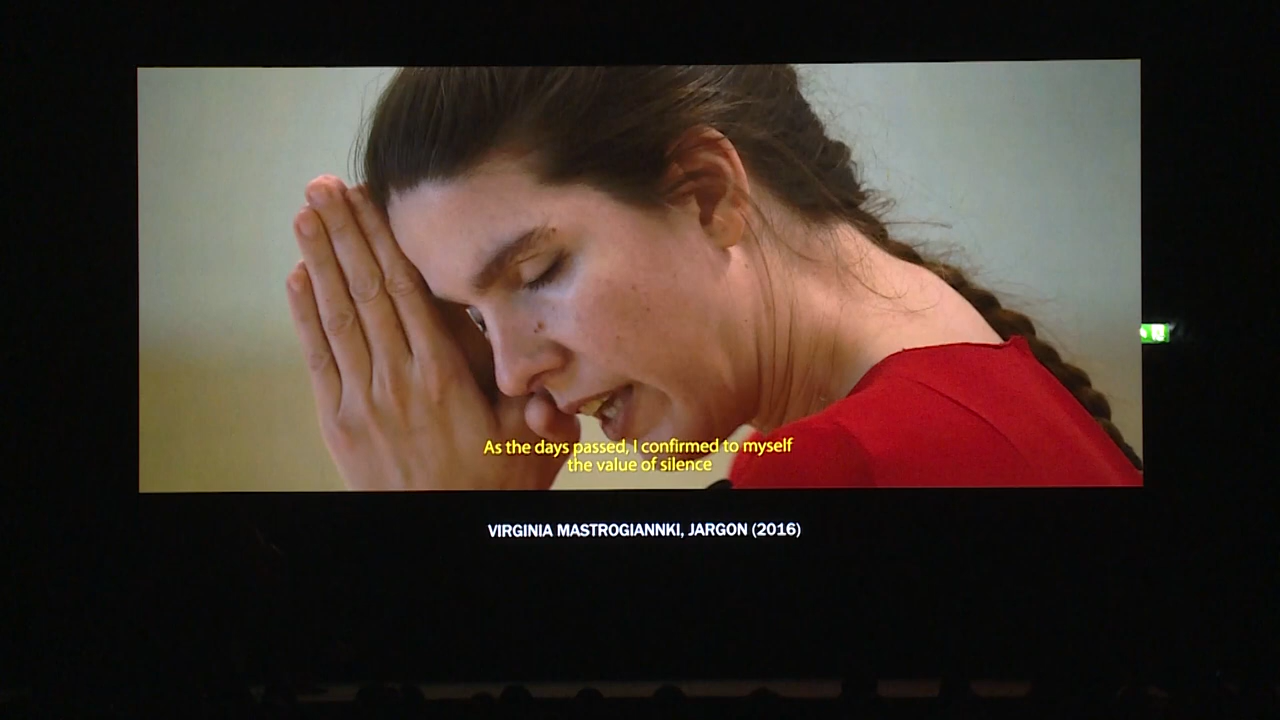 As the days passed, I confirmed to myself
the value of silence
VIRGINIA MASTROGIANNKI, JARGON (2016)